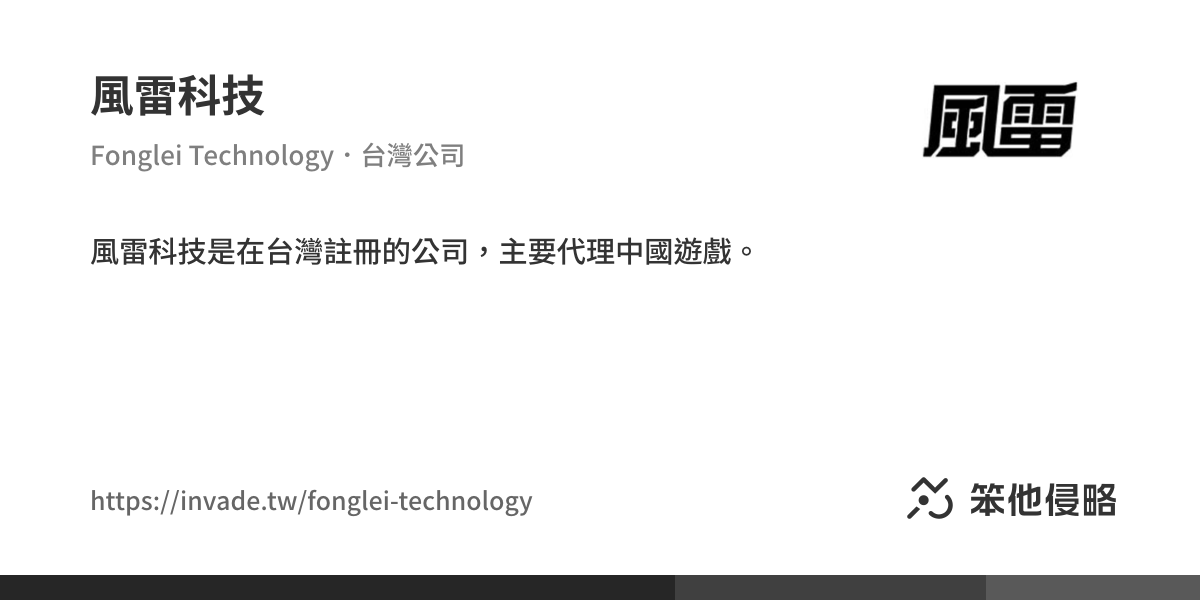 風雷科技
風雷
Fonglei Technology・台灣公司
風雷科技是在台灣註冊的公司，主要代理中國遊戲。
https://invade.tw/fonglei-technology
笨他侵略